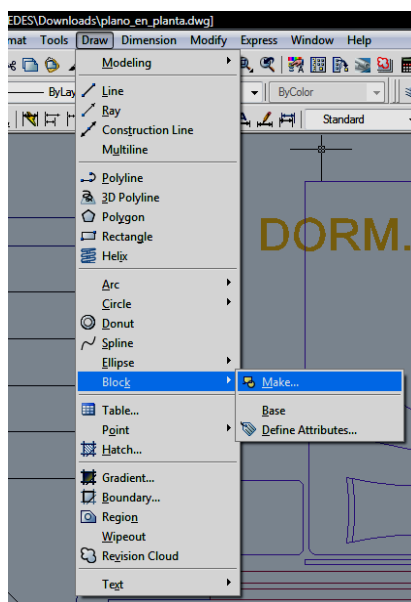 EDES\Downloads\plano_en_planta.dwg]
mat Tools Draw Dimension Modify Express Window Help
ByLay
ByColor
Standard
Modeling
Line
Ray
Construction Line
Multiline
Polyline
3D Polyline
Polygon
Rectangle
Helix
Arc
Circle
Donut
Spline
Ellipse
Block
Make...
Base
Define Attributes...
Table...
Point
Hatch...
Gradient...
Boundary...
Region
Wipeout
Revision Cloud
Text
DORM.